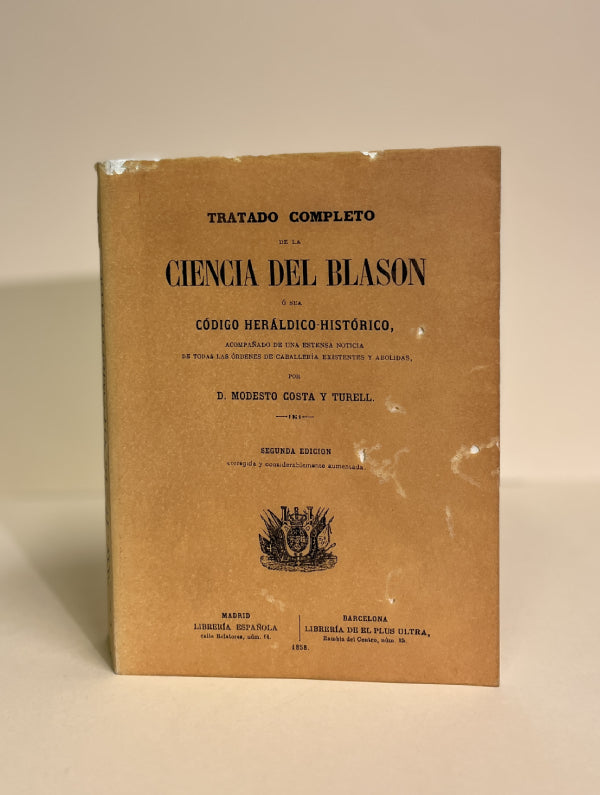 TRATADO COMPLETO
DE LA
CIENCIA DEL BLASON
Ó SEA
CÓDIGO HERÁLDICO-HISTÓRICO,
ACOMPAÑADO DE UNA ESTENSA NOTICIA
DE TODAS LAS ÓRDENES DE CABALLERÍA EXISTENTES Y ABOLIDAS,
POR
D. MODESTO COSTA Y TURELL.
SEGUNDA EDICION
corregida y considerablemente aumentada.
MADRID
LIBRERÍA ESPAÑOLA
calle Relatores, núm. 14.
BARCELONA
LIBRERÍA DE EL PLUS ULTRA,
Rambla del Centro, núm. 15.
1858.